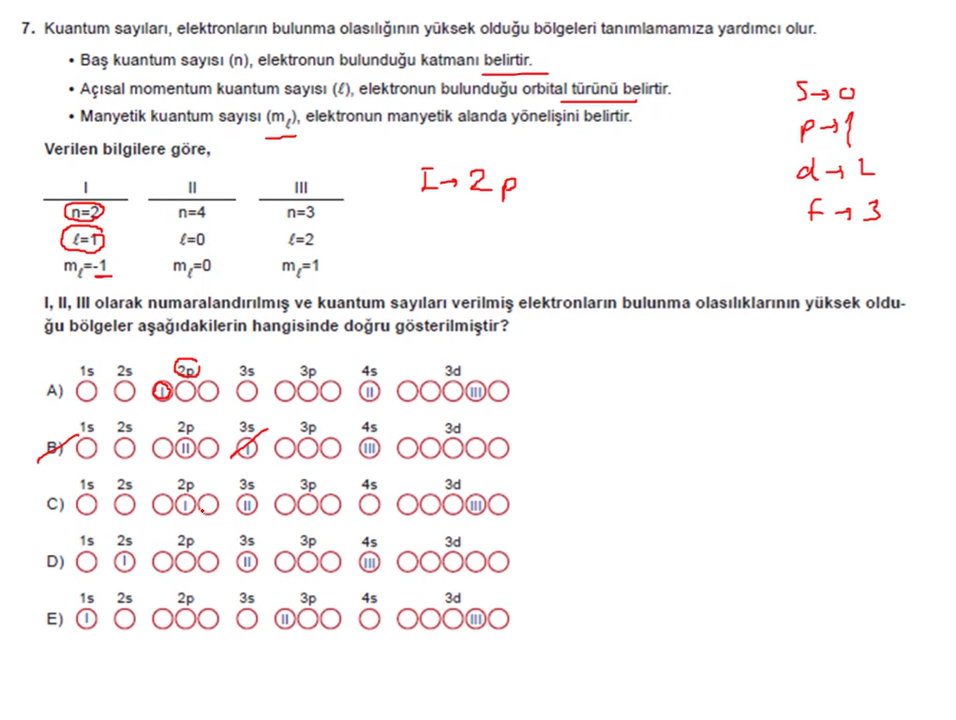 7. Kuantum sayıları, elektronların bulunma olasılığının yüksek olduğu bölgeleri tanımlamamıza yardımcı olur.
• Baş kuantum sayısı (n), elektronun bulunduğu katmanı belirtir.
• Açısal momentum kuantum sayısı (ℓ), elektronun bulunduğu orbital türünü belirtir.
• Manyetik kuantum sayısı (mℓ), elektronun manyetik alanda yönelişini belirtir.
S→0
p→1
d→2
f→3
Verilen bilgilere göre,
I II III
n=2 n=4 n=3
ℓ=1 ℓ=0 ℓ=2
mℓ=-1 mℓ=0 mℓ=1
I→2p
I, II, III olarak numaralandırılmış ve kuantum sayıları verilmiş elektronların bulunma olasılıklarının yüksek oldu-
ğu bölgeler aşağıdakilerin hangisinde doğru gösterilmiştir?
1s 2s 2p 3s 3p 4s 3d
A) I II III
1s 2s 2p 3s 3p 4s 3d
B) II I III
1s 2s 2p 3s 3p 4s 3d
C) I II III
1s 2s 2p 3s 3p 4s 3d
D) I II III
1s 2s 2p 3s 3p 4s 3d
E) I II III